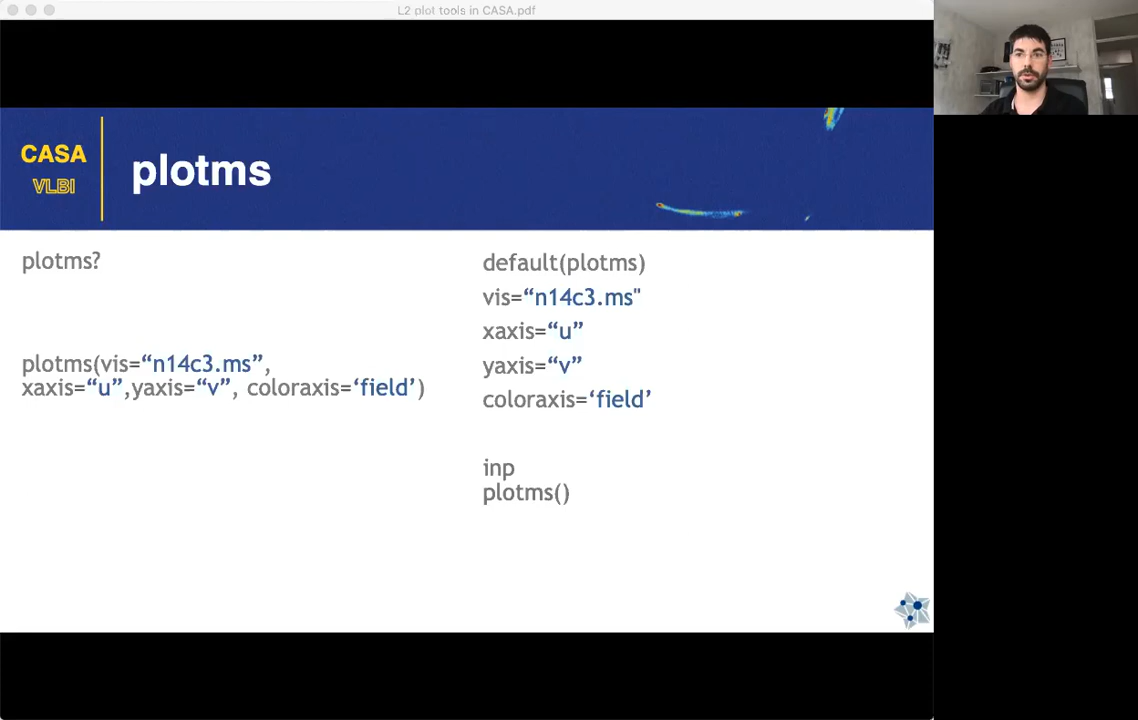 L2 plot tools in CASA.pdf
CASA
VLBI
plotms
plotms?
plotms(vis=“n14c3.ms”,
xaxis=“u”,yaxis=“v”, coloraxis=‘field’)
default(plotms)
vis=“n14c3.ms"
xaxis=“u”
yaxis=“v”
coloraxis=‘field’
inp
plotms()